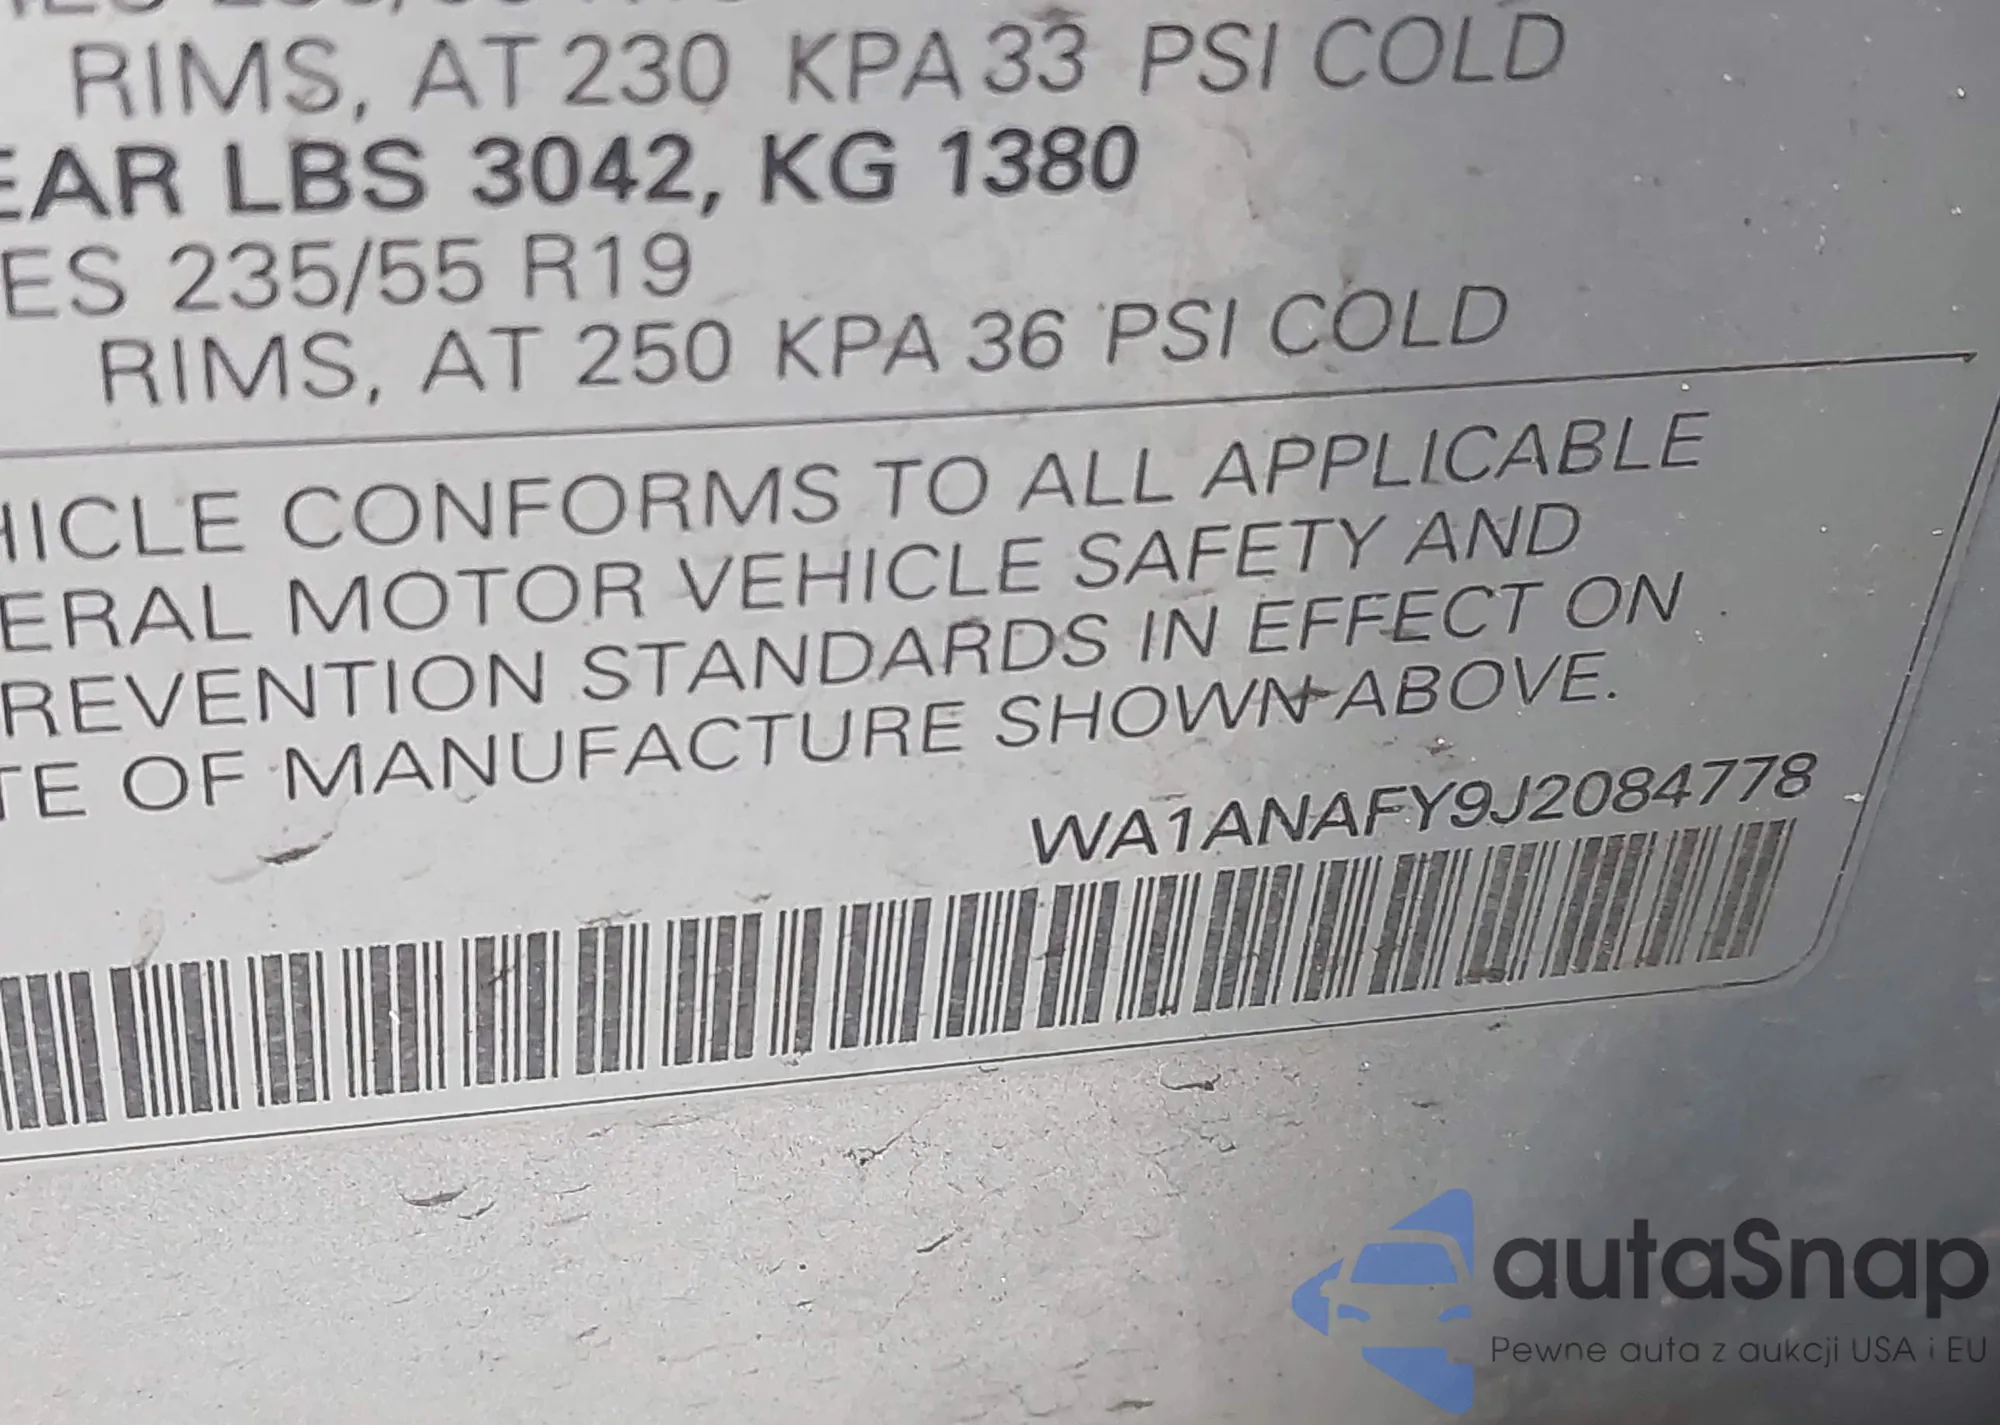 RIMS, AT 230 KPA 33 PSI COLD
EAR LBS 3042, KG 1380
ES 235/55 R19
RIMS, AT 250 KPA 36 PSI COLD
HICLE CONFORMS TO ALL APPLICABLE
ERAL MOTOR VEHICLE SAFETY AND
REVENTION STANDARDS IN EFFECT ON
TE OF MANUFACTURE SHOWN ABOVE.
WA1ANAFY9J2084778
autaSnap
Pewne auta z aukcji USA i EU